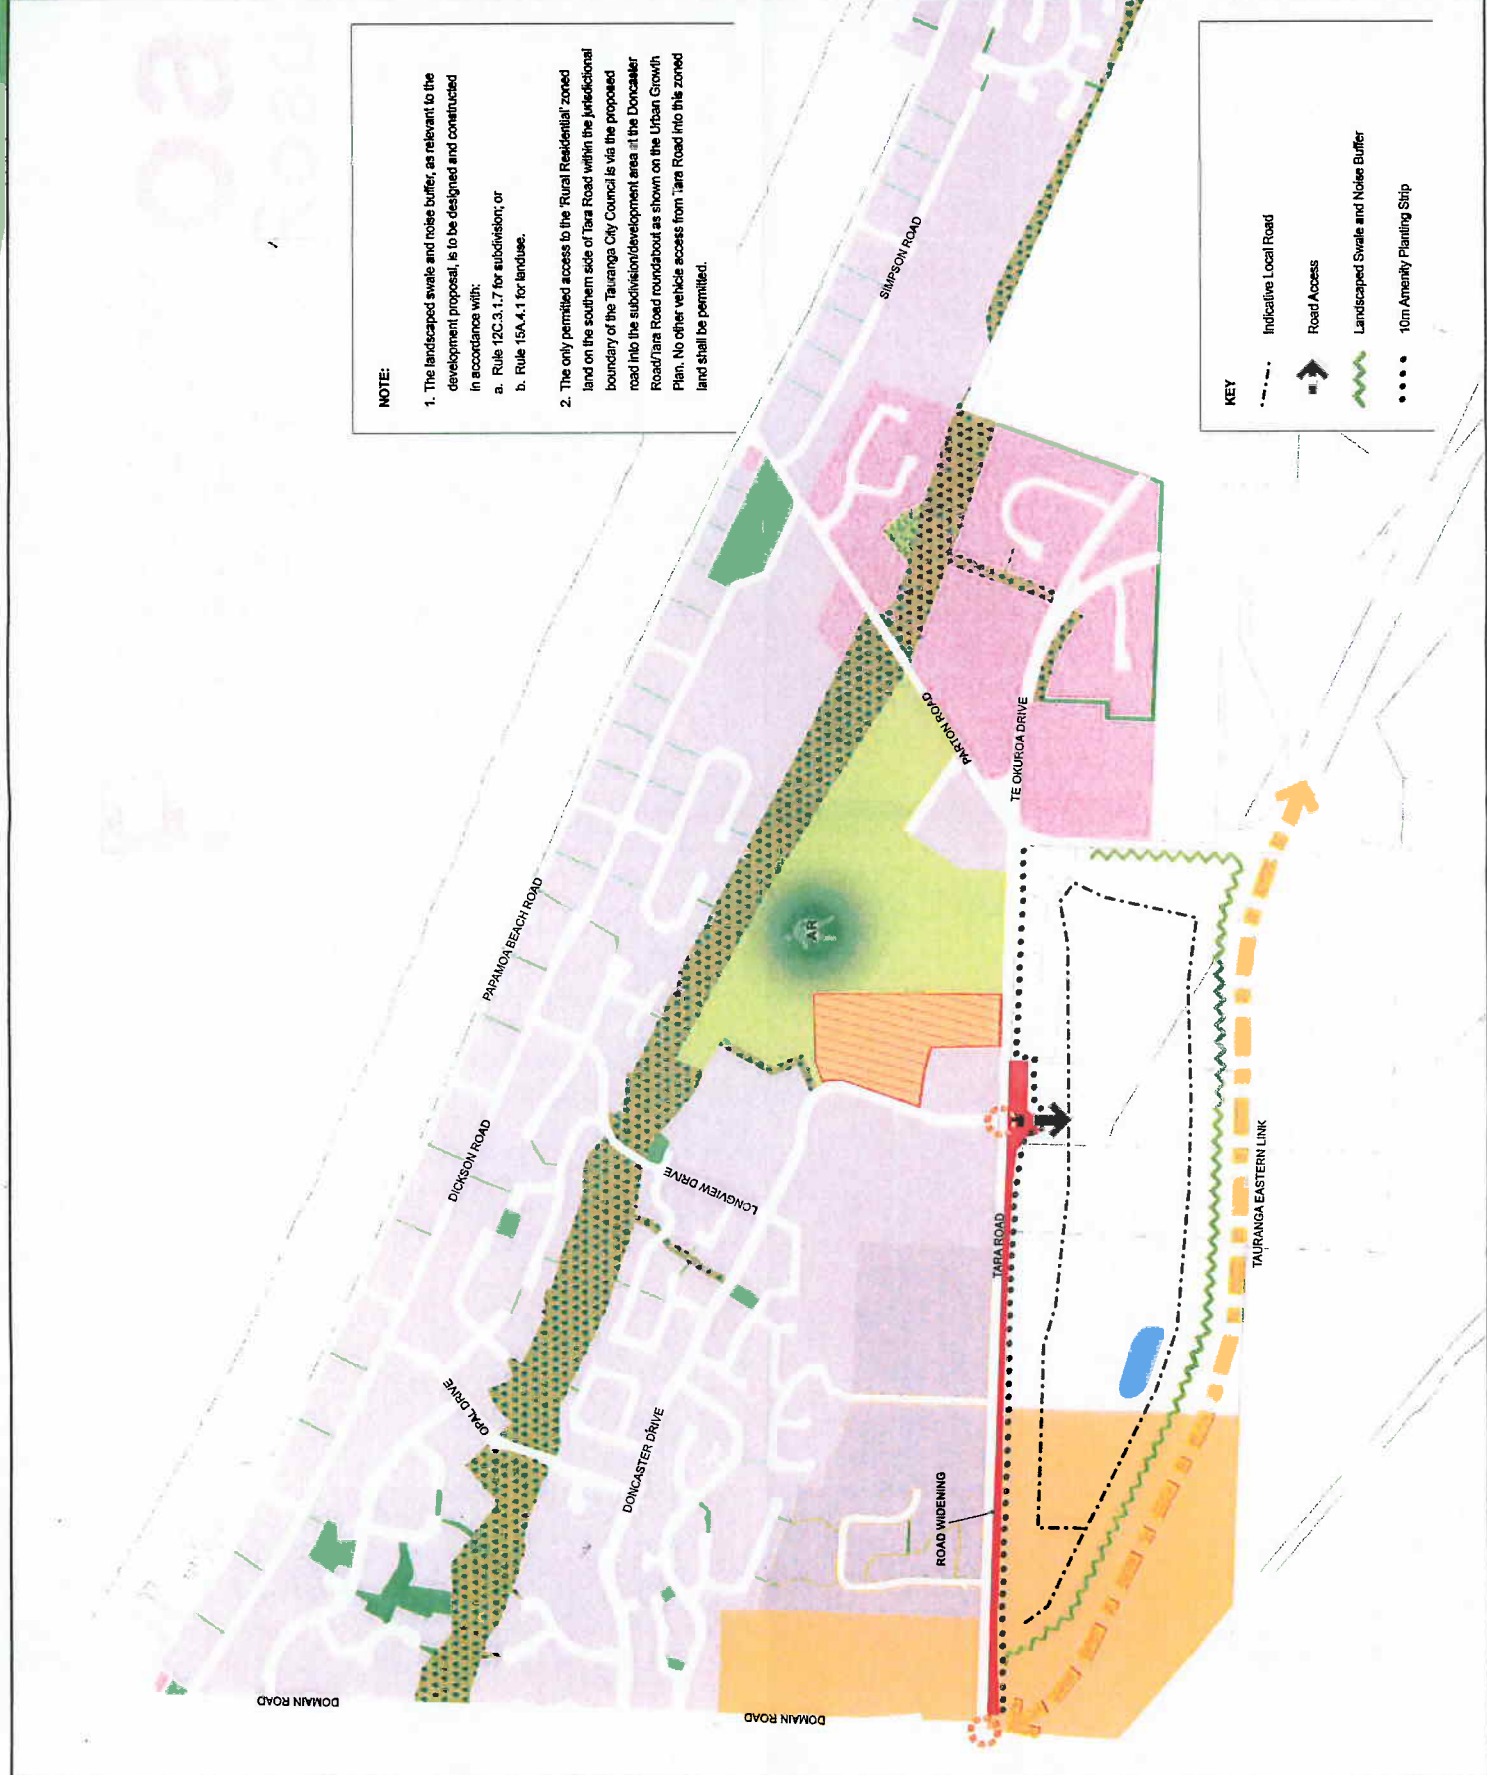 NOTE:
1. The landscaped swale and noise buffer, as relevant to the
development proposal, is to be designed and constructed
in accordance with:
a. Rule 12C.3.1.7 for subdivision; or
b. Rule 15A.4.1 for landuse.
2. The only permitted access to the 'Rural Residential' zoned
land on the southern side of Tara Road within the jurisdictional
boundary of the Tauranga City Council is via the proposed
road into the subdivision/development area at the Doncaster
Road/Tara Road roundabout as shown on the Urban Growth
Plan. No other vehicle access from Tara Road into this zoned
land shall be permitted.
KEY
Indicative Local Road
Road Access
Landscaped Swale and Noise Buffer
10m Amenity Planting Strip
SIMPSON ROAD
PAPAMOA BEACH ROAD
PARTON ROAD
TE OKUROA DRIVE
AR
DICKSON ROAD
LONGVIEW DRIVE
OPAL DRIVE
DONCASTER DRIVE
TARA ROAD
TAURANGA EASTERN LINK
ROAD WIDENING
DOMAIN ROAD
DOMAIN ROAD